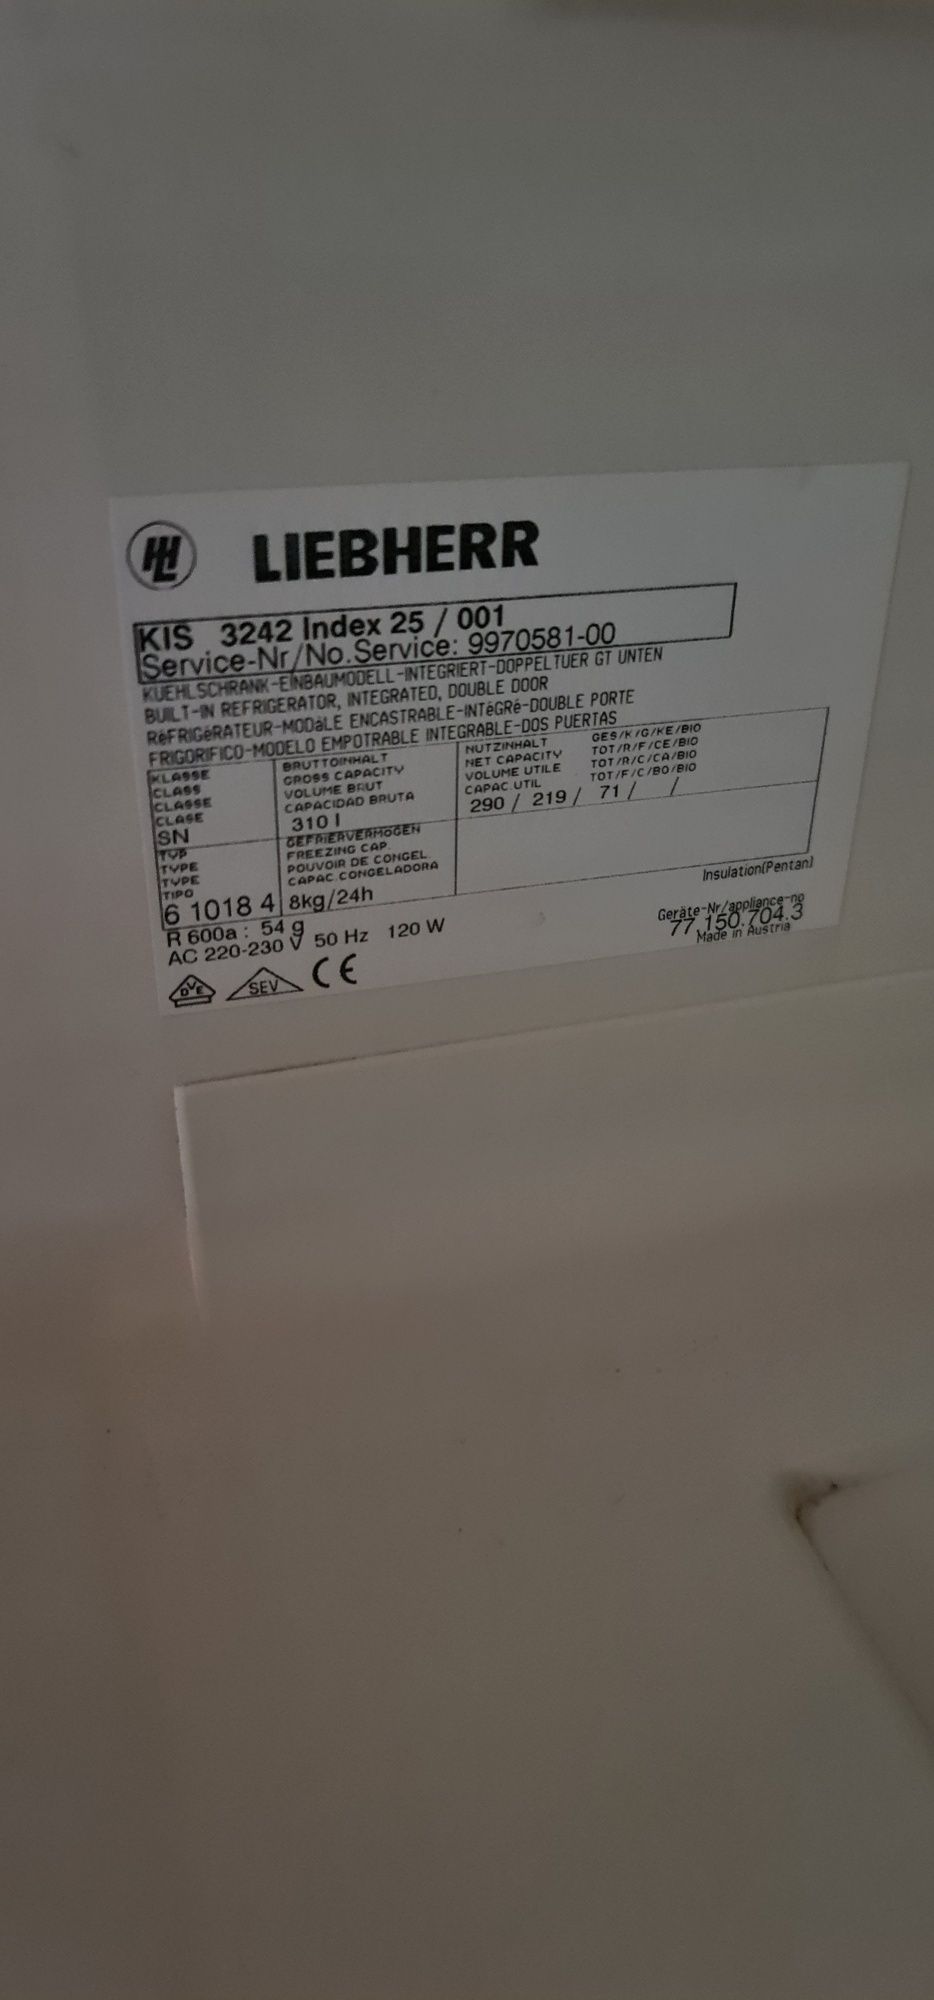 LIEBHERR
KIS 3242 Index 25 / 001
Service-Nr/No.Service: 9970581-00
KUEHLSCHRANK-EINBAUMODELL-INTEGRIERT-DOPPELTUER GT UNTEN
BUILT-IN REFRIGERATOR, INTEGRATED, DOUBLE DOOR
RéFRIGéRATEUR-MODàLE ENCASTRABLE-INTéGRé-DOUBLE PORTE
FRIGORIFICO-MODELO EMPOTRABLE INTEGRABLE-DOS PUERTAS
KLASSE
CLASS
CLASSE
CLASE
SN
BRUTTOINHALT
GROSS CAPACITY
VOLUME BRUT
CAPACIDAD BRUTA
310 l
NUTZINHALT GES/K/G/KE/BIO
NET CAPACITY TOT/R/F/CE/BIO
VOLUME UTILE TOT/R/C/CA/BIO
CAPAC.UTIL TOT/F/C/BO/BIO
290 / 219 / 71 / /
TYP
TYPE
TYPE
TIPO
6 1018 4
GEFRIERVERMOGEN
FREEZING CAP.
POUVOIR DE CONGEL.
CAPAC.CONGELADORA
8kg/24h
Insulation(Pentan)
R 600a : 54 g
AC 220-230 V 50 Hz 120 W
Geräte-Nr/appliance-no
77.150.704.3
Made in Austria
OVE
SEV
CE